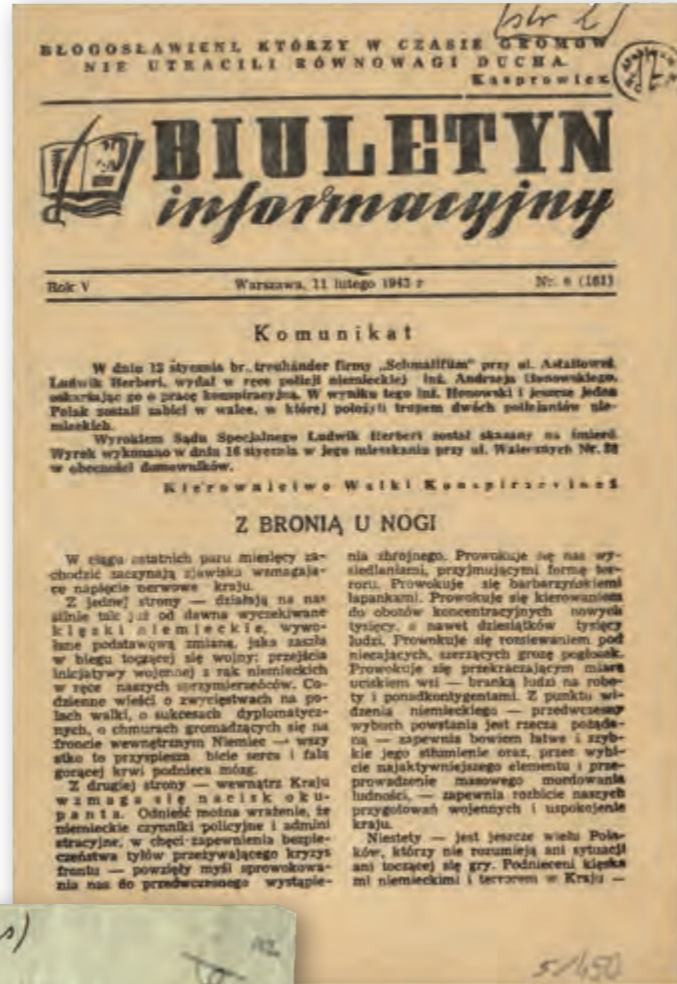 (str 1)
BŁOGOSŁAWIENI, KTÓRZY W CZASIE GROMÓW
NIE UTRACILI RÓWNOWAGI DUCHA.
Kasprowicz
BIULETYN
informacyjny
Rok V Warszawa, 11 lutego 1943 r Nr. 6 (161)
Komunikat
W dniu 12 stycznia br. treuhänder firmy przy ul.
Ludwik Herbert, wydał w ręce policji niemieckiej inż. Andrzeja
oskarżając go o pracę konspiracyjną. W wyniku tego inż. i jeszcze jeden
Polak zostali zabici w walce, w której położyli trupem dwóch policjantów nie-
mieckich.
Wyrokiem Sądu Specjalnego Ludwik Herbert został skazany na śmierć.
Wyrok wykonano w dniu 16 stycznia w jego mieszkaniu przy ul. Walecznych Nr.
w obecności domowników.
Kierownictwo Walki Konspiracyjnej
Z BRONIĄ U NOGI
W ciągu ostatnich paru miesięcy za-
chodzić zaczynają zjawiska wzmagają-
ce napięcie nerwowe kraju.
Z jednej strony — działają na nas
silnie tak już od dawna wyczekiwane
klęski niemieckie, wywo-
łane podstawową zmianą, jaka zaszła
w biegu toczącej się wojny: przejścia
inicjatywy wojennej z rąk niemieckich
w ręce naszych sprzymierzeńców. Co-
dzienne wieści o zwycięstwach na po-
lach walki, o sukcesach dyplomatycz-
nych, o chmurach gromadzących się na
froncie wewnętrznym Niemiec — wszy
stko to przyspiesza bicie serca i falą
gorącej krwi podnieca mózg.
Z drugiej strony — wewnątrz Kraju
wzmaga się nacisk oku-
panta. Odnieść można wrażenie, że
niemieckie czynniki policyjne i admini
stracyjne, w chęci zapewnienia bezpie-
czeństwa tyłów przeżywającego kryzys
frontu — powzięły myśl sprowokowa-
nia nas do przedwczesnego wystąpie-
nia zbrojnego. Prowokuje się nas wy-
siedlaniami, przyjmującymi formę ter-
roru. Prowokuje się barbarzyńskiemi
łapankami. Prowokuje się kierowaniem
do obozów koncentracyjnych nowych
tysięcy, a nawet dziesiątków tysięcy
ludzi. Prowokuje się rozsiewaniem pod
niecających, szerzących grozę pogłosek.
Prowokuje się przekraczającym miarę
uciskiem wsi — branką ludzi na robo-
ty i ponadkontygentami. Z punktu wi-
dzenia niemieckiego — przedwczesny
wybuch powstania jest rzeczą pożąda-
ną — zapewnia bowiem łatwe i szyb-
kie jego stłumienie oraz, przez wybi-
cie najaktywniejszego elementu i prze-
prowadzenie masowego mordowania
ludności, — zapewnia rozbicie naszych
przygotowań wojennych i uspokojenie
kraju.
Niestety — jest jeszcze wielu Pola-
ków, którzy nie rozumieją ani sytuacji
ani toczącej się gry. Podnieceni klęska
mi niemieckimi i terrorem w Kraju —
5/450